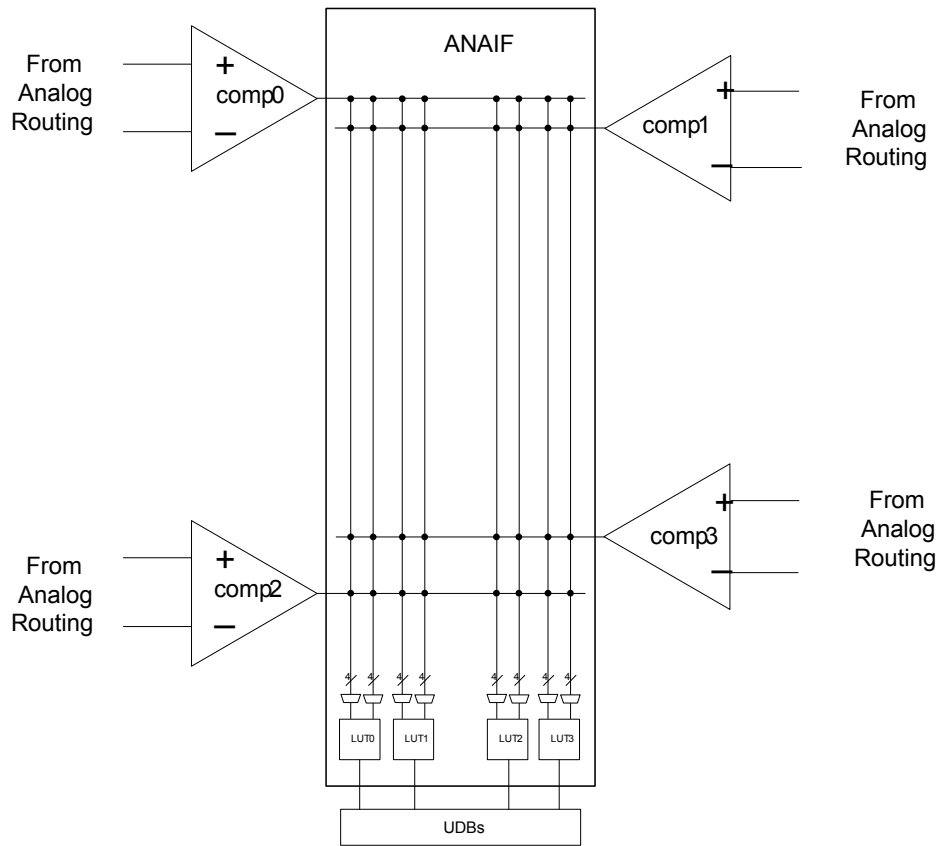 ANAIF
From
Analog
Routing
+
comp0
−
+
comp1
−
From
Analog
Routing
From
Analog
Routing
+
comp2
−
+
comp3
−
From
Analog
Routing
4 4 4 4 4 4 4 4
LUT0 LUT1 LUT2 LUT3
UDBs